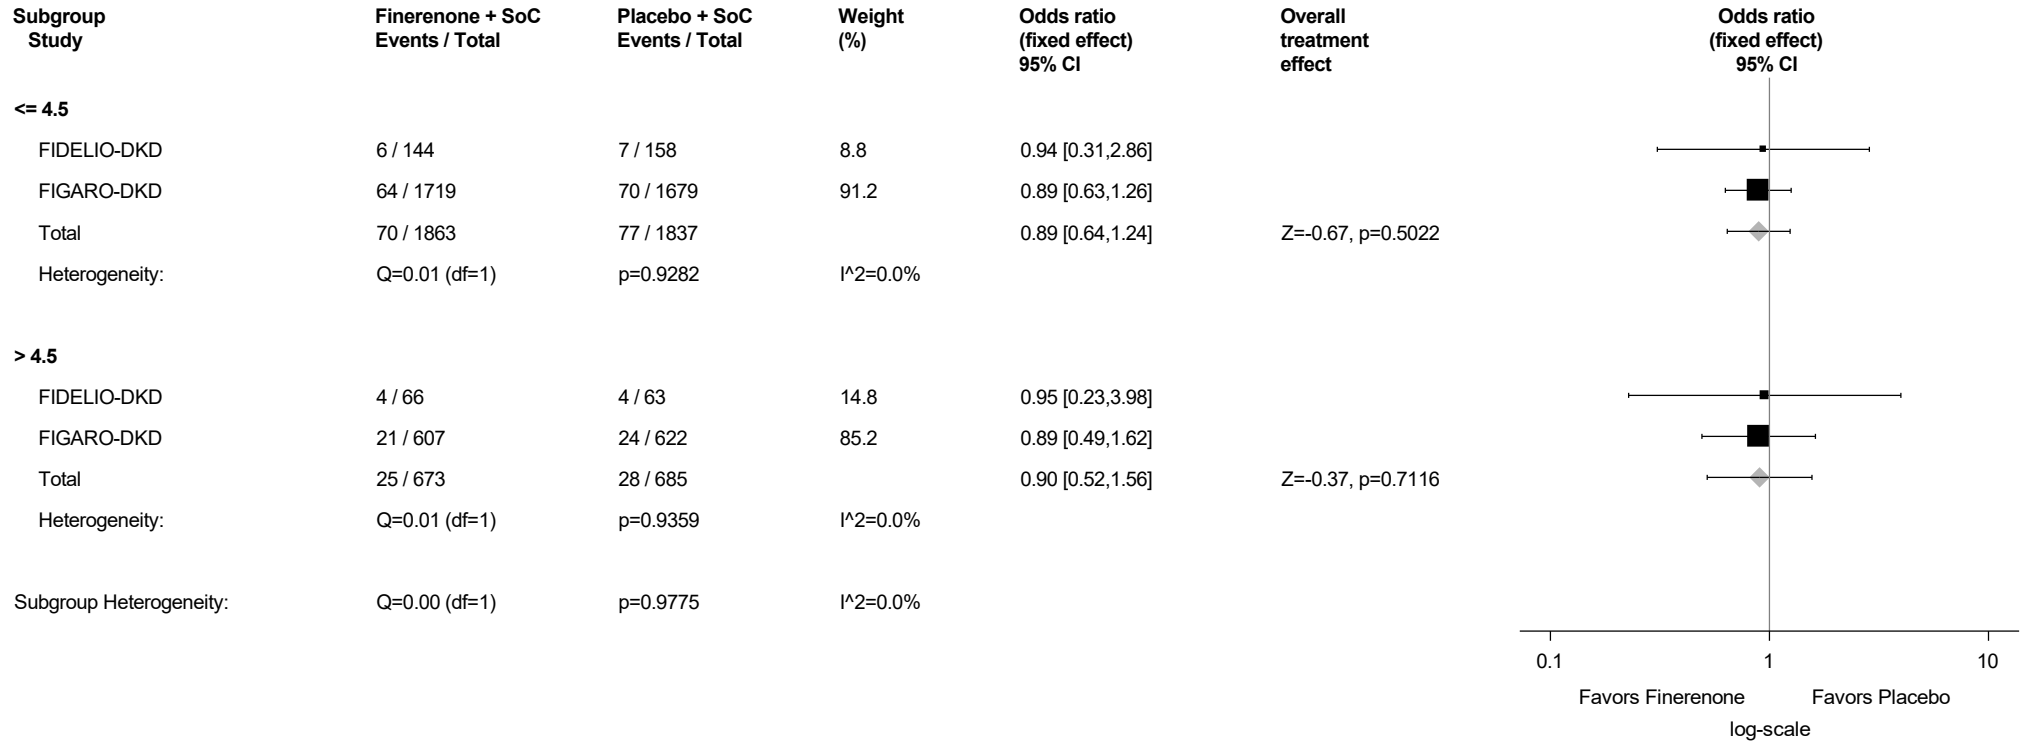 Subgroup Finerenone + SoC Placebo + SoC Weight Odds ratio Overall Odds ratio
Study Events / Total Events / Total (%) (fixed effect) treatment (fixed effect)
95% CI effect 95% CI
<= 4.5
FIDELIO-DKD 6 / 144 7 / 158 8.8 0.94 [0.31,2.86]
FIGARO-DKD 64 / 1719 70 / 1679 91.2 0.89 [0.63,1.26]
Total 70 / 1863 77 / 1837 0.89 [0.64,1.24] Z=-0.67, p=0.5022
Heterogeneity: Q=0.01 (df=1) p=0.9282 I^2=0.0%
> 4.5
FIDELIO-DKD 4 / 66 4 / 63 14.8 0.95 [0.23,3.98]
FIGARO-DKD 21 / 607 24 / 622 85.2 0.89 [0.49,1.62]
Total 25 / 673 28 / 685 0.90 [0.52,1.56] Z=-0.37, p=0.7116
Heterogeneity: Q=0.01 (df=1) p=0.9359 I^2=0.0%
Subgroup Heterogeneity: Q=0.00 (df=1) p=0.9775 I^2=0.0%
0.1 1 10
Favors Finerenone Favors Placebo
log-scale